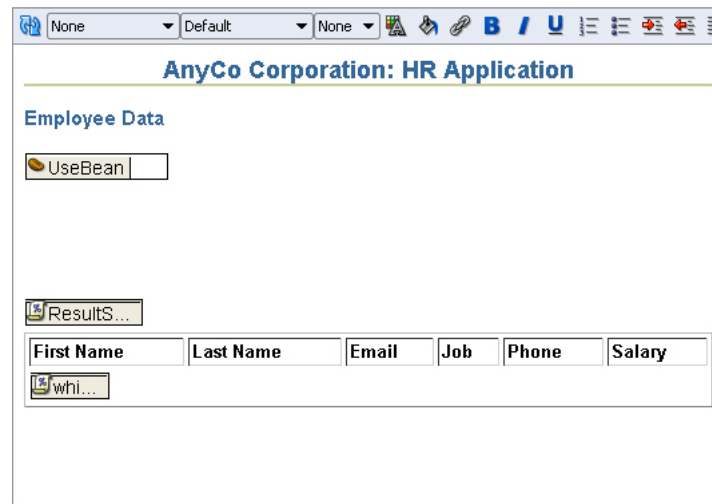 None Default None B I U
AnyCo Corporation: HR Application
Employee Data
UseBean
ResultS...
First Name Last Name Email Job Phone Salary
whi...